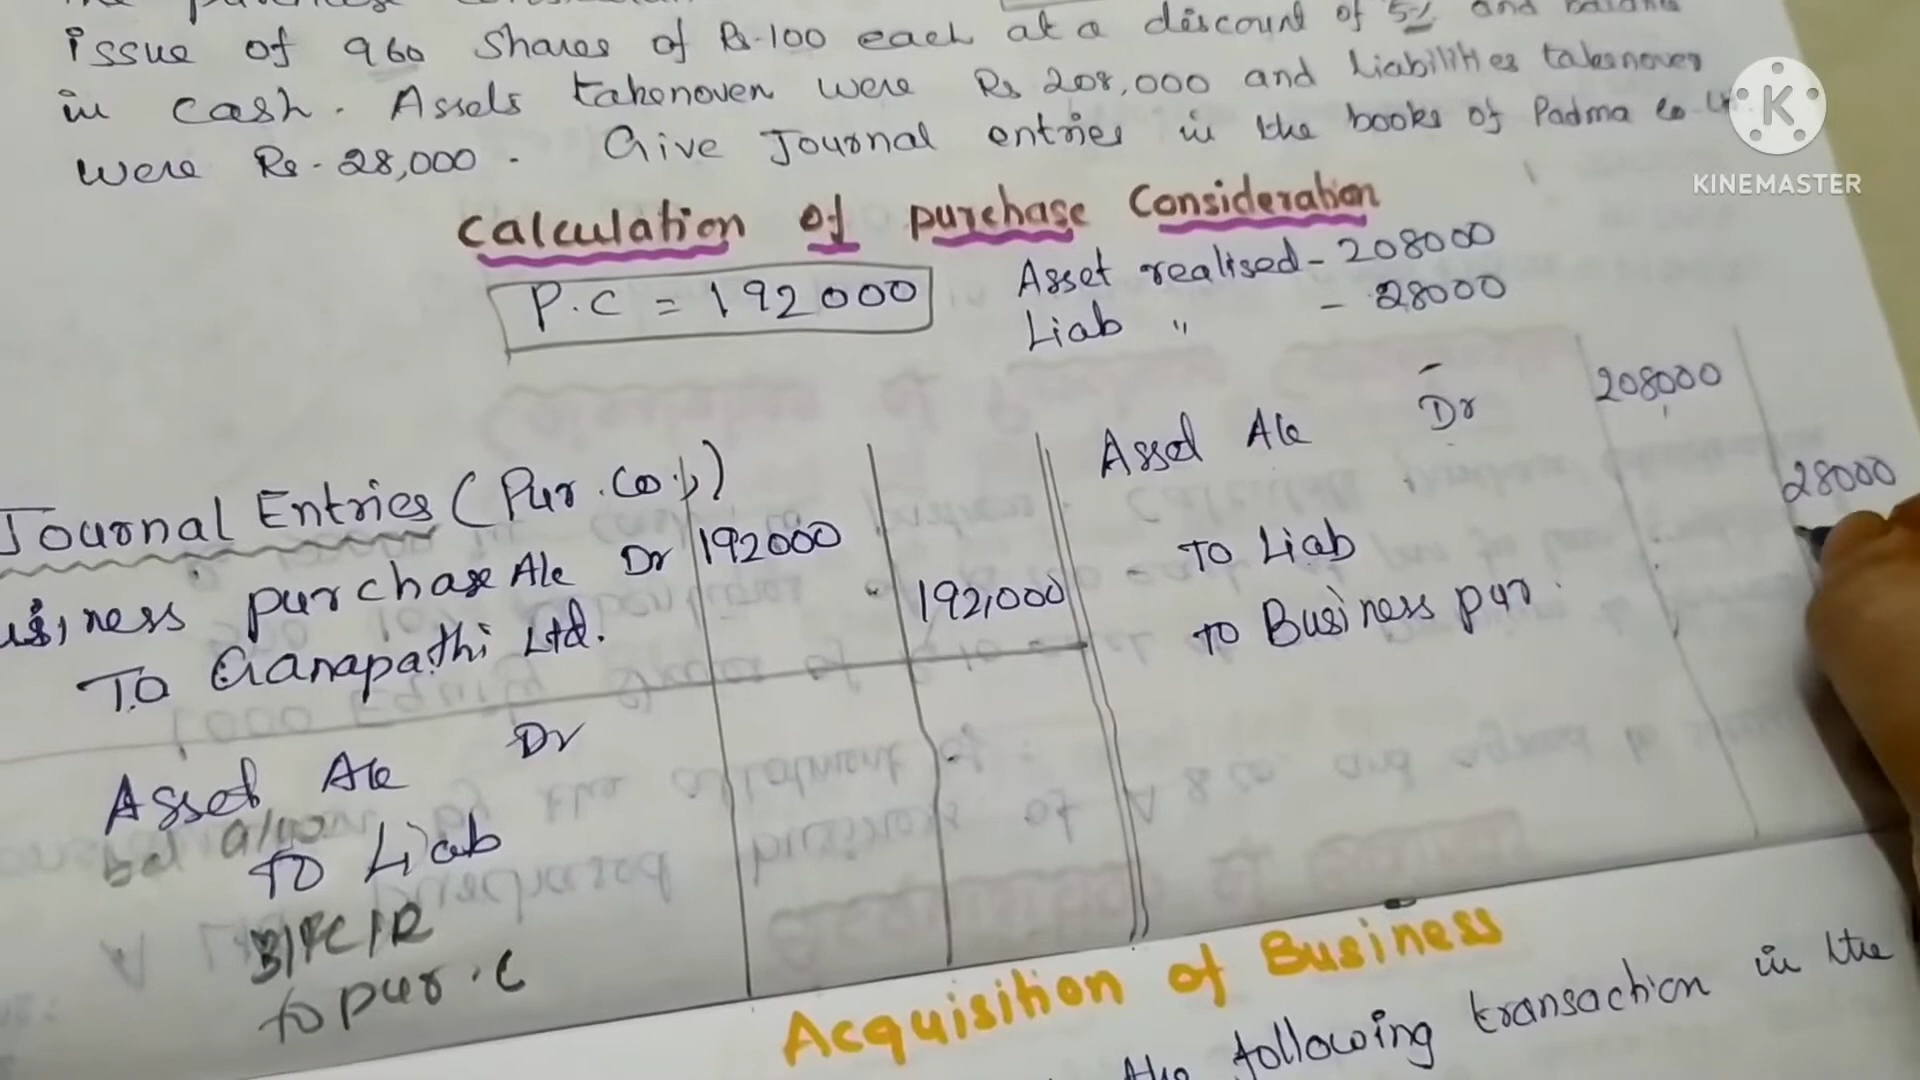 issue of 960 Shares of Rs.100 each at a discount of 5% and balance
in cash. Assets takenover were Rs 208,000 and Liabilities takenover
were Rs. 28,000. Give Journal entries in the books of Padma Co
KINEMASTER
Calculation of purchase Consideration
P.C = 192000
Asset realised - 208000
Liab " - 28000
Journal Entries (Pur. Co.)
purchase A/c Dr 192000
To Ganapathi Ltd. 192,000
Asset A/c Dr
To Liab
to pur.c
Asset A/c Dr 208000
To Liab 28000
To Business pur.
Acquisition of Business
the following transaction in the